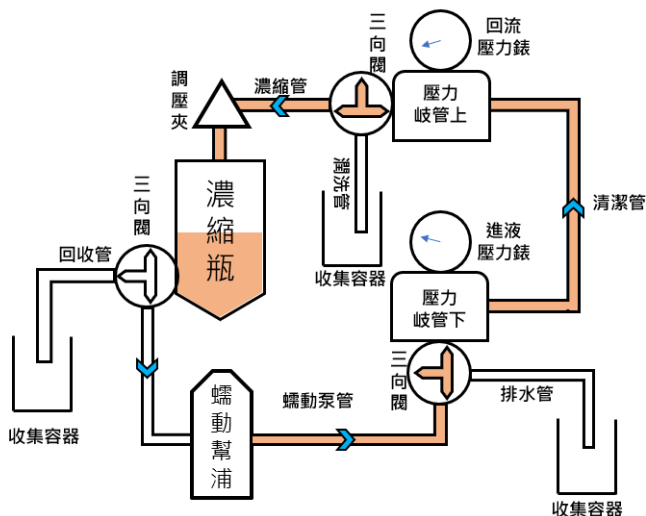 三向閥
回流
壓力錶
調壓夾
濃縮管
壓力
岐管上
三向閥
濃縮瓶
潤洗管
清潔管
進液
壓力錶
回收管
收集容器
壓力
岐管下
三向閥
蠕動幫浦
蠕動泵管
排水管
收集容器
收集容器